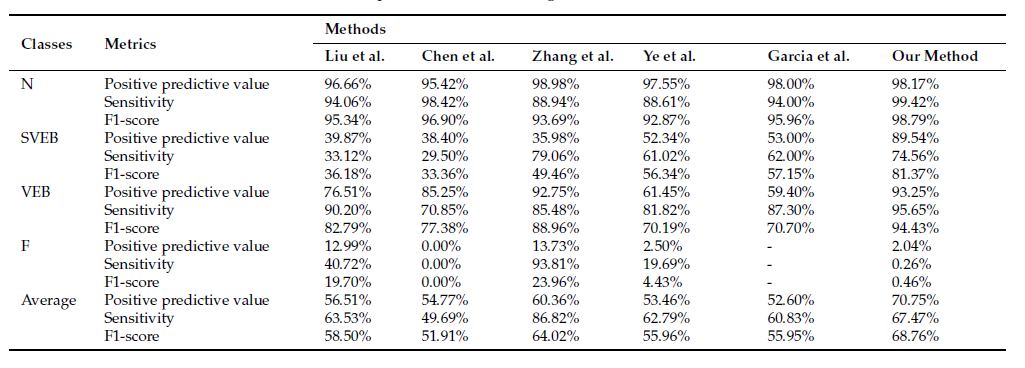 Methods
Classes Metrics
Liu et al. Chen et al. Zhang et al. Ye et al. Garcia et al. Our Method
N Positive predictive value 96.66% 95.42% 98.98% 97.55% 98.00% 98.17%
Sensitivity 94.06% 98.42% 88.94% 88.61% 94.00% 99.42%
F1-score 95.34% 96.90% 93.69% 92.87% 95.96% 98.79%
SVEB Positive predictive value 39.87% 38.40% 35.98% 52.34% 53.00% 89.54%
Sensitivity 33.12% 29.50% 79.06% 61.02% 62.00% 74.56%
F1-score 36.18% 33.36% 49.46% 56.34% 57.15% 81.37%
VEB Positive predictive value 76.51% 85.25% 92.75% 61.45% 59.40% 93.25%
Sensitivity 90.20% 70.85% 85.48% 81.82% 87.30% 95.65%
F1-score 82.79% 77.38% 88.96% 70.19% 70.70% 94.43%
F Positive predictive value 12.99% 0.00% 13.73% 2.50% - 2.04%
Sensitivity 40.72% 0.00% 93.81% 19.69% - 0.26%
F1-score 19.70% 0.00% 23.96% 4.43% - 0.46%
Average Positive predictive value 56.51% 54.77% 60.36% 53.46% 52.60% 70.75%
Sensitivity 63.53% 49.69% 86.82% 62.79% 60.83% 67.47%
F1-score 58.50% 51.91% 64.02% 55.96% 55.95% 68.76%